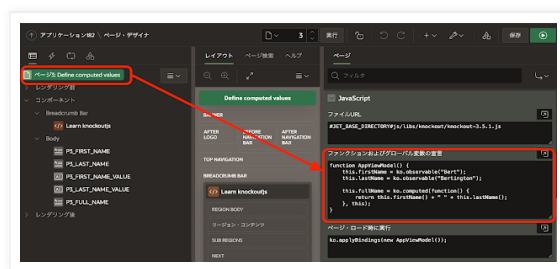 アプリケーション182 \ ページ・デザイナ
3
実行
保存
ページ3: Define computed values
レンダリング前
コンポーネント
Breadcrumb Bar
Learn knockoutjs
Body
P3_FIRST_NAME
P3_LAST_NAME
P3_FIRST_NAME_VALUE
P3_LAST_NAME_VALUE
P3_FULL_NAME
レンダリング後
レイアウト
ページ検索
ヘルプ
Define computed values
BANNER
AFTER LOGO
BEFORE NAVIGATION BAR
AFTER NAVIGATION BAR
TOP NAVIGATION
BREADCRUMB BAR
Learn knockoutjs
REGION BODY
リージョン・コンテンツ
SUB REGIONS
NEXT
ページ
フィルタ
JavaScript
ファイルURL
#JET_BASE_DIRECTORY#js/libs/knockout/knockout-3.5.1.js
ファンクションおよびグローバル変数の宣言
function AppViewModel() {
this.firstName = ko.observable("Bert");
this.lastName = ko.observable("Bertington");
this.fullName = ko.computed(function() {
return this.firstName() + " " + this.lastName();
}, this);
}
ページ・ロード時に実行
ko.applyBindings(new AppViewModel());